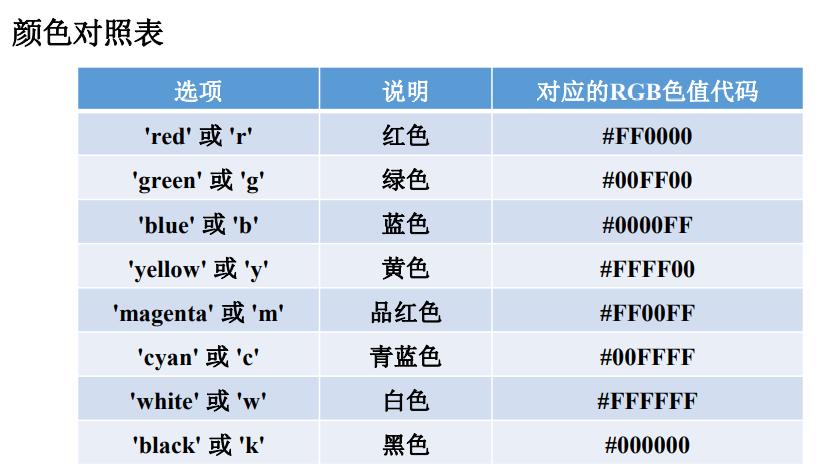 颜色对照表
选项 说明 对应的RGB色值代码
'red' 或 'r' 红色 #FF0000
'green' 或 'g' 绿色 #00FF00
'blue' 或 'b' 蓝色 #0000FF
'yellow' 或 'y' 黄色 #FFFF00
'magenta' 或 'm' 品红色 #FF00FF
'cyan' 或 'c' 青蓝色 #00FFFF
'white' 或 'w' 白色 #FFFFFF
'black' 或 'k' 黑色 #000000